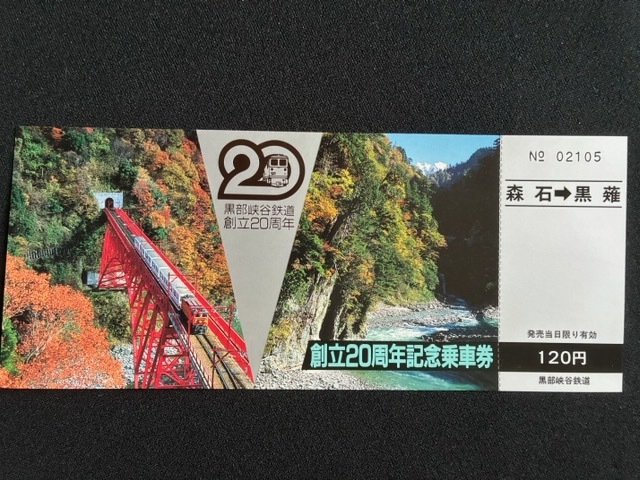 20
黒部峡谷鉄道
創立20周年
創立20周年記念乗車券
№ 02105
森石➡黒薙
発売当日限り有効
120円
黒部峡谷鉄道